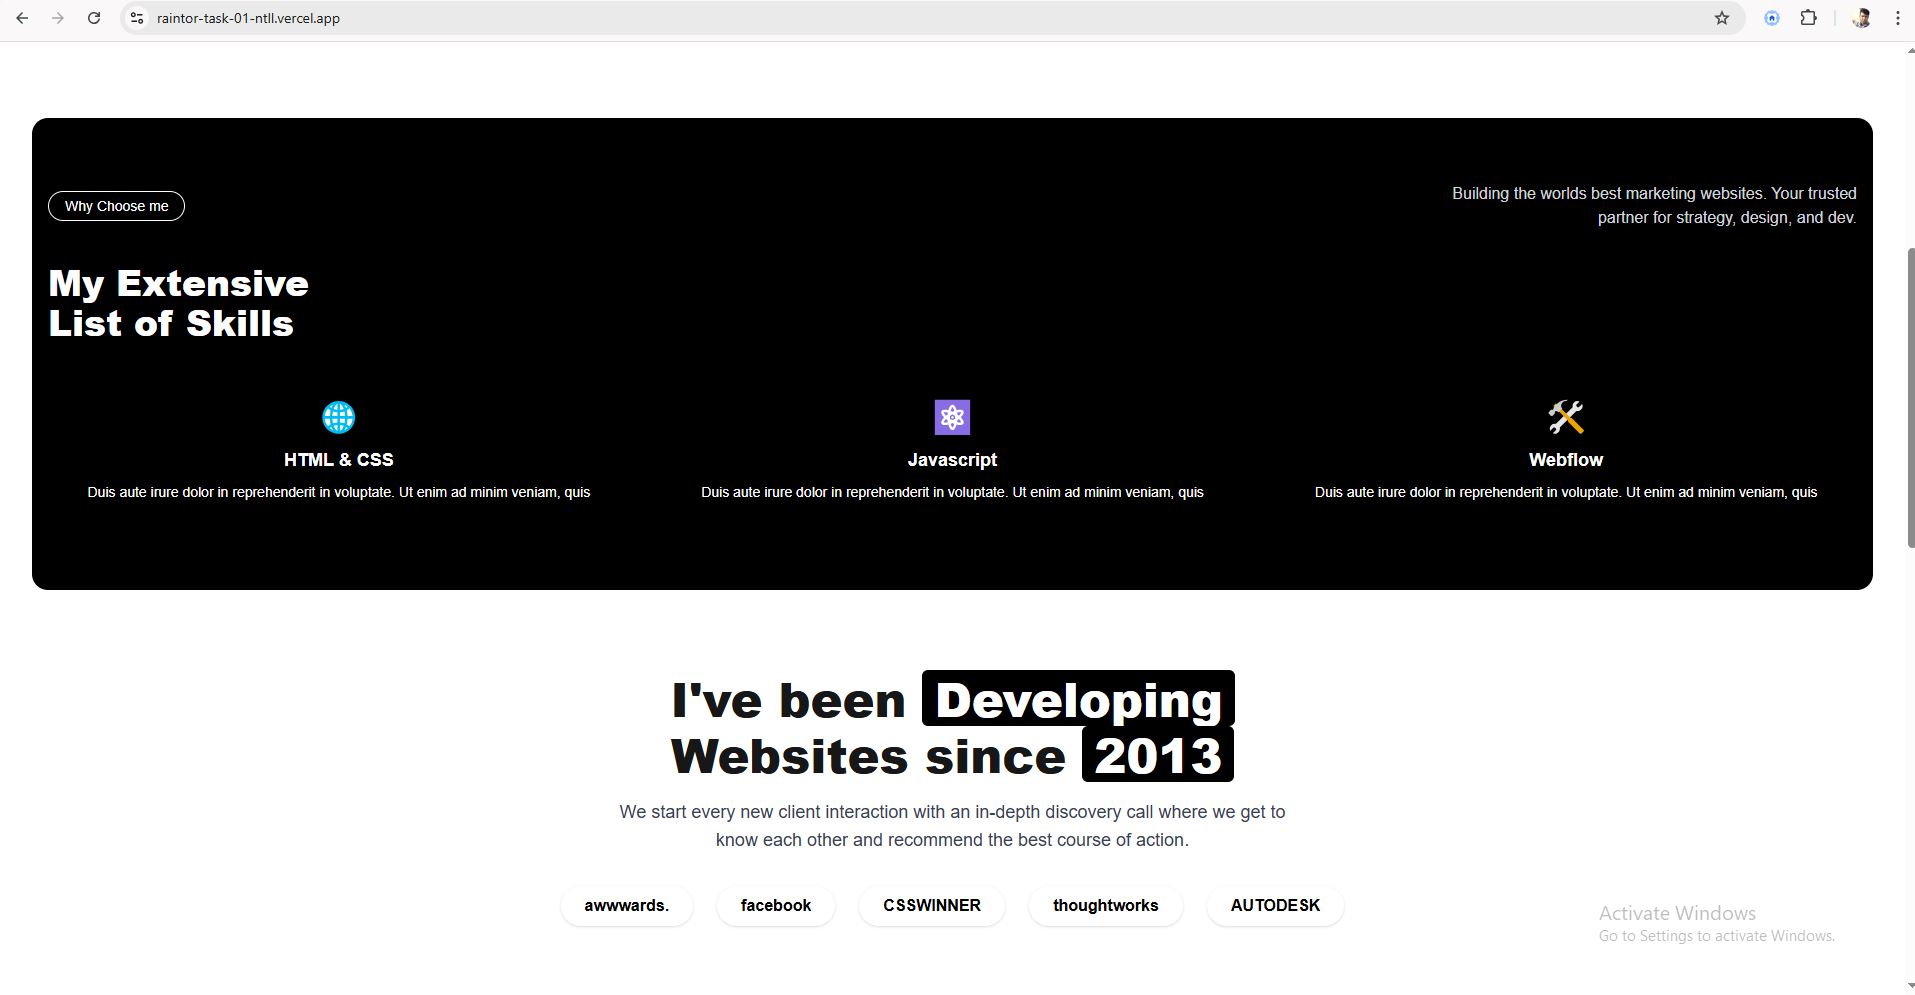 raintor-task-01-ntll.vercel.app
Why Choose me
Building the worlds best marketing websites. Your trusted
partner for strategy, design, and dev.
My Extensive
List of Skills
HTML & CSS
Duis aute irure dolor in reprehenderit in voluptate. Ut enim ad minim veniam, quis
Javascript
Duis aute irure dolor in reprehenderit in voluptate. Ut enim ad minim veniam, quis
Webflow
Duis aute irure dolor in reprehenderit in voluptate. Ut enim ad minim veniam, quis
I've been Developing
Websites since 2013
We start every new client interaction with an in-depth discovery call where we get to
know each other and recommend the best course of action.
awwwards.
facebook
CSSWINNER
thoughtworks
AUTODESK
Activate Windows
Go to Settings to activate Windows.